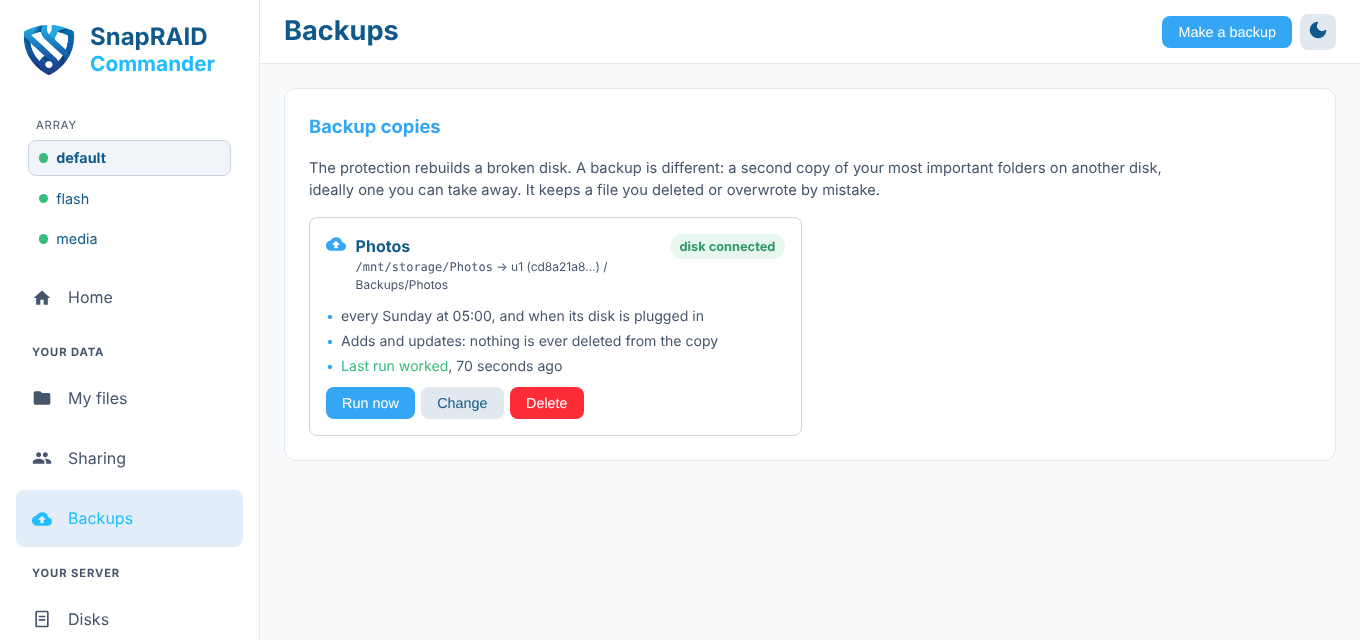 SnapRAID
Commander
ARRAY
default
flash
media
Home
YOUR DATA
My files
Sharing
Backups
YOUR SERVER
Disks
Backups
Make a backup
Backup copies
The protection rebuilds a broken disk. A backup is different: a second copy of your most important folders on another disk,
ideally one you can take away. It keeps a file you deleted or overwrote by mistake.
Photos
disk connected
/mnt/storage/Photos → u1 (cd8a21a8…) /
Backups/Photos
• every Sunday at 05:00, and when its disk is plugged in
• Adds and updates: nothing is ever deleted from the copy
• Last run worked, 70 seconds ago
Run now
Change
Delete